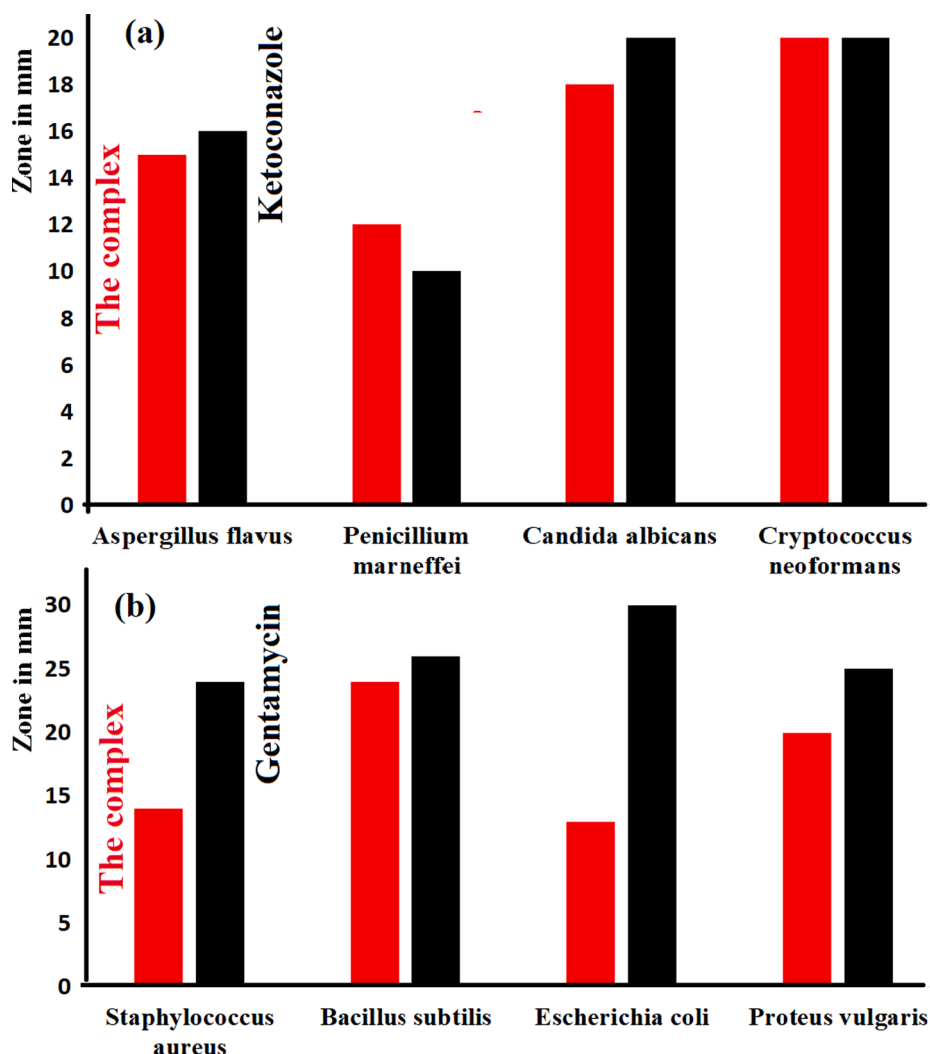 (a)
Zone in mm
20
18
16
14
12
10
8
6
4
2
0
The complex
Ketoconazole
Aspergillus flavus
Penicillium
marneffei
Candida albicans
Cryptococcus
neoformans
(b)
Zone in mm
30
25
20
15
10
5
0
The complex
Gentamycin
Staphylococcus
aureus
Bacillus subtilis
Escherichia coli
Proteus vulgaris